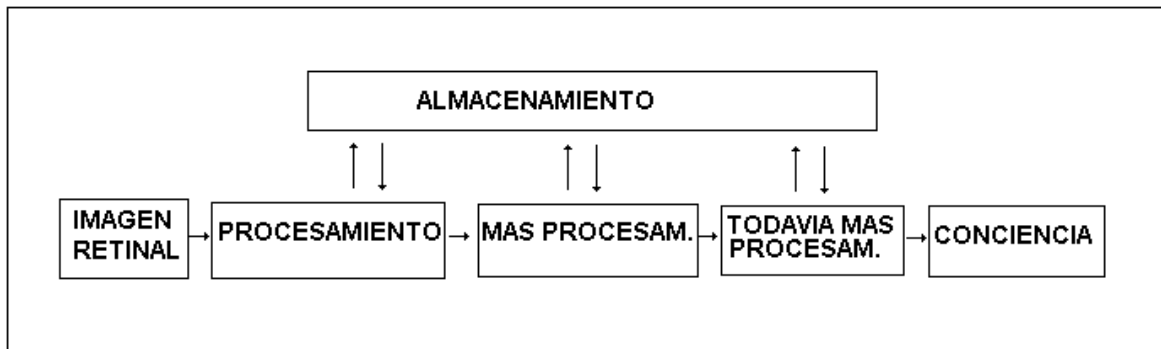 ALMACENAMIENTO
IMAGEN
RETINAL
PROCESAMIENTO
MAS PROCESAM.
TODAVIA MAS
PROCESAM.
CONCIENCIA